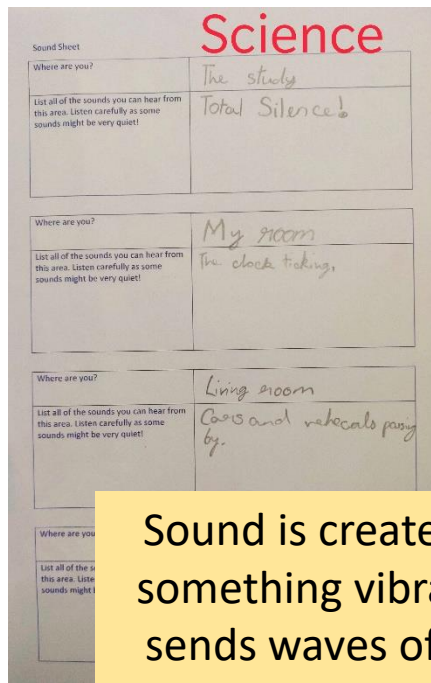 Science
Sound Sheet
Where are you?
The study
List all of the sounds you can hear from
this area. Listen carefully as some
sounds might be very quiet!
Total Silence!
Where are you?
My room
List all of the sounds you can hear from
this area. Listen carefully as some
sounds might be very quiet!
The clock ticking,
Where are you?
Living room
List all of the sounds you can hear from
this area. Listen carefully as some
sounds might be very quiet!
Cars and vehecals passing
by.
Where are you
List all of the s
this area. Liste
sounds might
Sound is create
something vibra
sends waves of